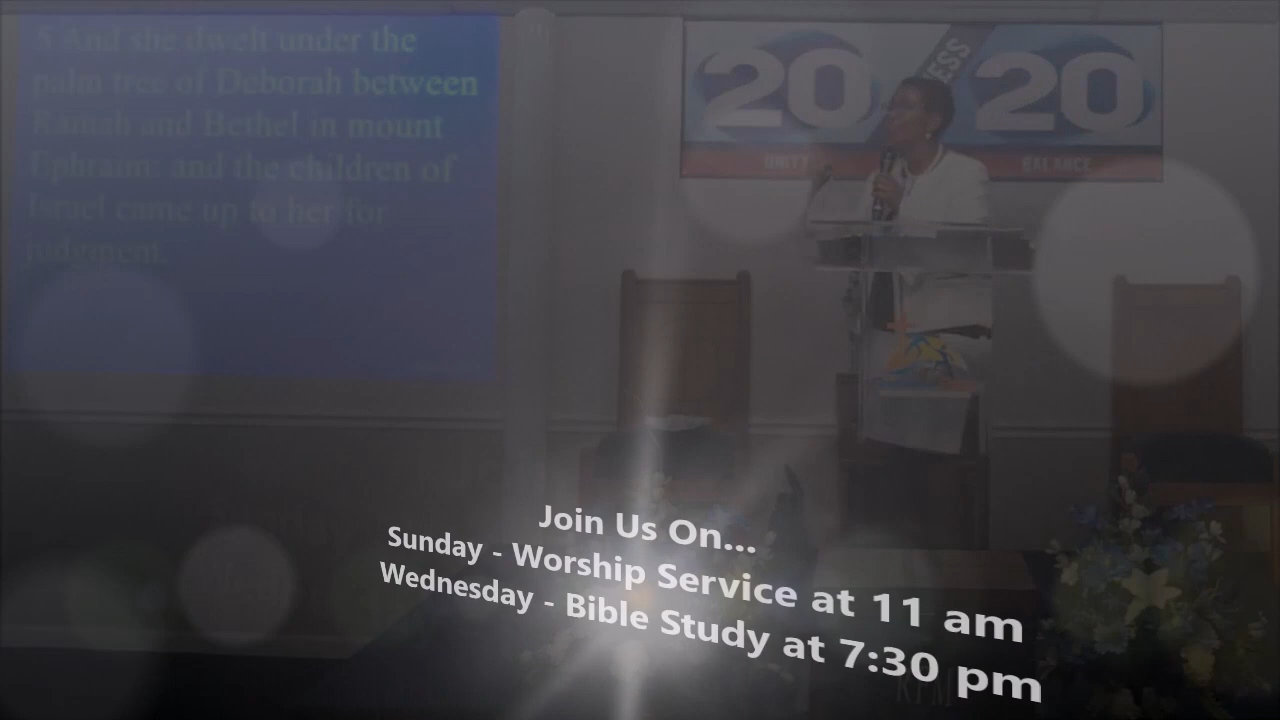 5 And she dwelt under the
palm tree of Deborah between
Ramah and Bethel in mount
Ephraim: and the children of
Israel came up to her for
judgment.
20 20
UNITY
BALANCE
Join Us On...
Sunday - Worship Service at 11 am
Wednesday - Bible Study at 7:30 pm